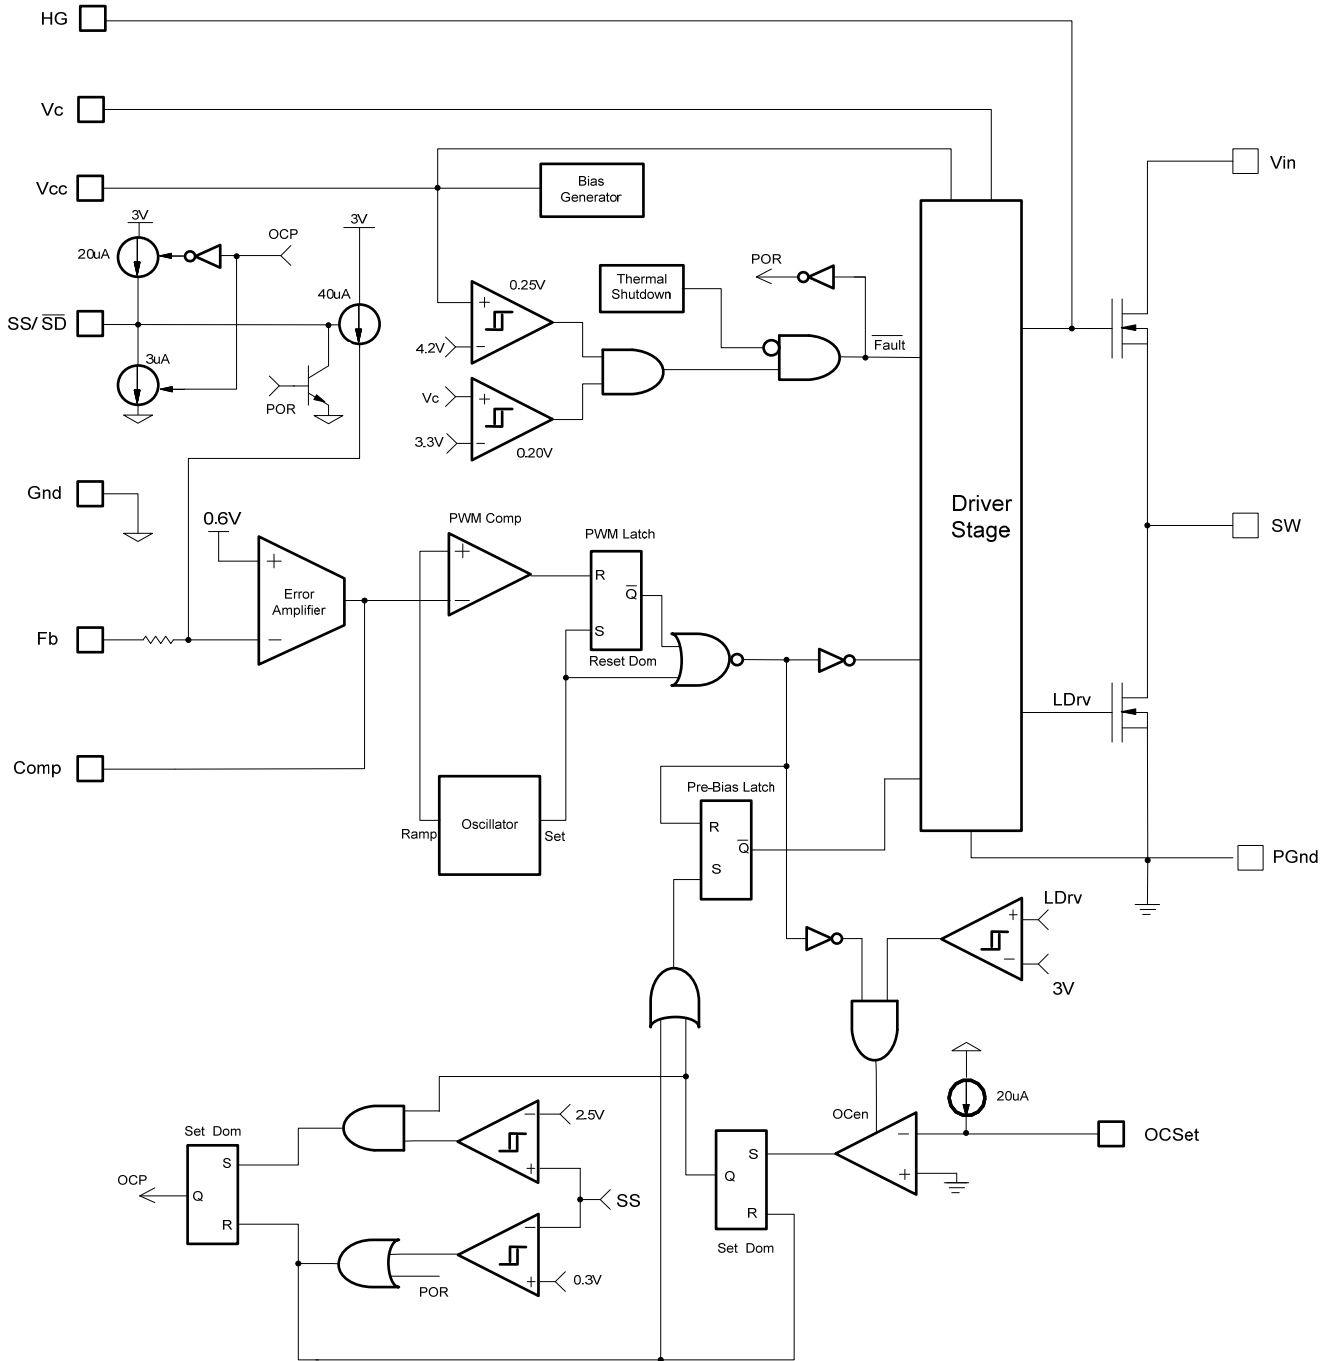 HG
Vc
Vcc
Bias
Generator
Vin
3V
20uA
OCP
3V
40uA
SS/ SD
3uA
POR
0.25V
4.2V
Vc
3.3V
0.20V
Thermal
Shutdown
POR
Fault
Driver
Stage
Gnd
0.6V
Error
Amplifier
Fb
Comp
PWM Comp
PWM Latch
R
Q
S
Reset Dom
SW
LDrv
Oscillator
Ramp
Set
Pre-Bias Latch
R
Q
S
PGnd
LDrv
3V
OCen
20uA
OCSet
Set Dom
S
Q
R
OCP
2.5V
SS
0.3V
POR
S
Q
R
Set Dom